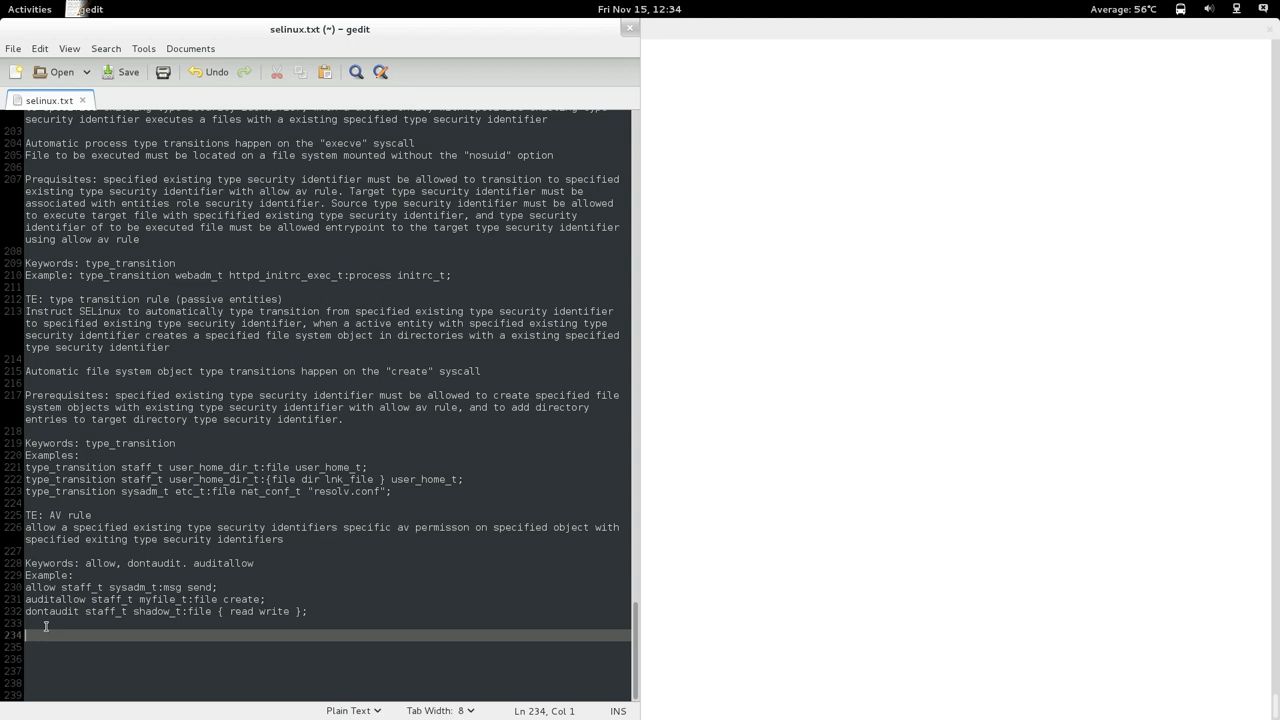 Activities gedit Fri Nov 15, 12:34 Average: 56°C
selinux.txt (~) – gedit
File Edit View Search Tools Documents
Open Save Undo
selinux.txt
security identifier executes a files with a existing specified type security identifier
203
204 Automatic process type transitions happen on the "execve" syscall
205 File to be executed must be located on a file system mounted without the "nosuid" option
206
207 Prequisites: specified existing type security identifier must be allowed to transition to specified
existing type security identifier with allow av rule. Target type security identifier must be
associated with entities role security identifier. Source type security identifier must be allowed
to execute target file with specifified existing type security identifier, and type security
identifier of to be executed file must be allowed entrypoint to the target type security identifier
using allow av rule
208
209 Keywords: type_transition
210 Example: type_transition webadm_t httpd_initrc_exec_t:process initrc_t;
211
212 TE: type transition rule (passive entities)
213 Instruct SELinux to automatically type transition from specified existing type security identifier
to specified existing type security identifier, when a active entity with specified existing type
security identifier creates a specified file system object in directories with a existing specified
type security identifier
214
215 Automatic file system object type transitions happen on the "create" syscall
216
217 Prerequisites: specified existing type security identifier must be allowed to create specified file
system objects with existing type security identifier with allow av rule, and to add directory
entries to target directory type security identifier.
218
219 Keywords: type_transition
220 Examples:
221 type_transition staff_t user_home_dir_t:file user_home_t;
222 type_transition staff_t user_home_dir_t:{file dir lnk_file } user_home_t;
223 type_transition sysadm_t etc_t:file net_conf_t "resolv.conf";
224
225 TE: AV rule
226 allow a specified existing type security identifiers specific av permisson on specified object with
specified exiting type security identifiers
227
228 Keywords: allow, dontaudit. auditallow
229 Example:
230 allow staff_t sysadm_t:msg send;
231 auditallow staff_t myfile_t:file create;
232 dontaudit staff_t shadow_t:file { read write };
233
234
235
236
237
238
239
Plain Text Tab Width: 8 Ln 234, Col 1 INS